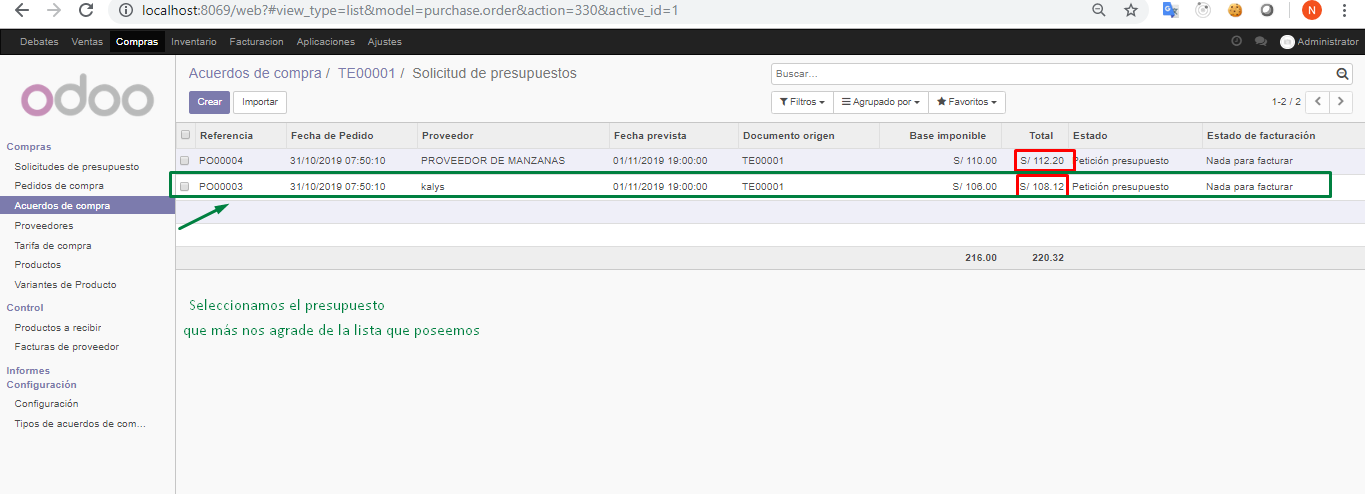 localhost:8069/web?#view_type=list&model=purchase.order&action=330&active_id=1
N
Debates Ventas Compras Inventario Facturacion Aplicaciones Ajustes Administrator
odoo
Acuerdos de compra / TE00001 / Solicitud de presupuestos
Buscar...
Crear Importar
Filtros Agrupado por Favoritos
1-2 / 2
Compras
Solicitudes de presupuesto
Pedidos de compra
Acuerdos de compra
Proveedores
Tarifa de compra
Productos
Variantes de Producto
Control
Productos a recibir
Facturas de proveedor
Informes
Configuración
Configuración
Tipos de acuerdos de com...
Referencia Fecha de Pedido Proveedor Fecha prevista Documento origen Base imponible Total Estado Estado de facturación
PO00004 31/10/2019 07:50:10 PROVEEDOR DE MANZANAS 01/11/2019 19:00:00 TE00001 S/ 110.00 S/ 112.20 Petición presupuesto Nada para facturar
PO00003 31/10/2019 07:50:10 kalys 01/11/2019 19:00:00 TE00001 S/ 106.00 S/ 108.12 Petición presupuesto Nada para facturar
216.00 220.32
Seleccionamos el presupuesto
que más nos agrade de la lista que poseemos